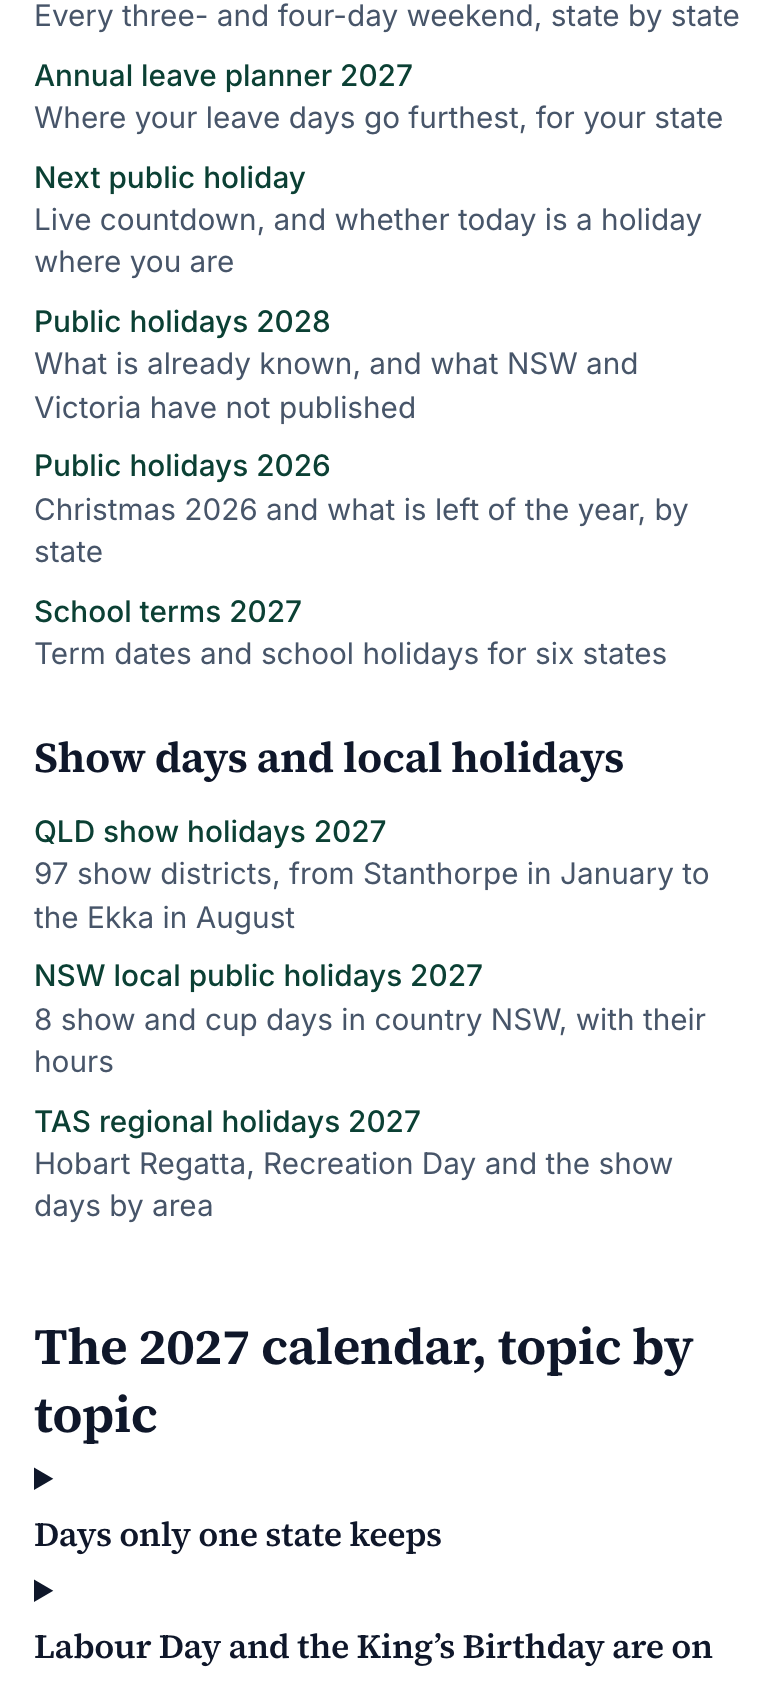 Every three- and four-day weekend, state by state
Annual leave planner 2027
Where your leave days go furthest, for your state
Next public holiday
Live countdown, and whether today is a holiday
where you are
Public holidays 2028
What is already known, and what NSW and
Victoria have not published
Public holidays 2026
Christmas 2026 and what is left of the year, by
state
School terms 2027
Term dates and school holidays for six states
Show days and local holidays
QLD show holidays 2027
97 show districts, from Stanthorpe in January to
the Ekka in August
NSW local public holidays 2027
8 show and cup days in country NSW, with their
hours
TAS regional holidays 2027
Hobart Regatta, Recreation Day and the show
days by area
The 2027 calendar, topic by
topic
Days only one state keeps
Labour Day and the King’s Birthday are on